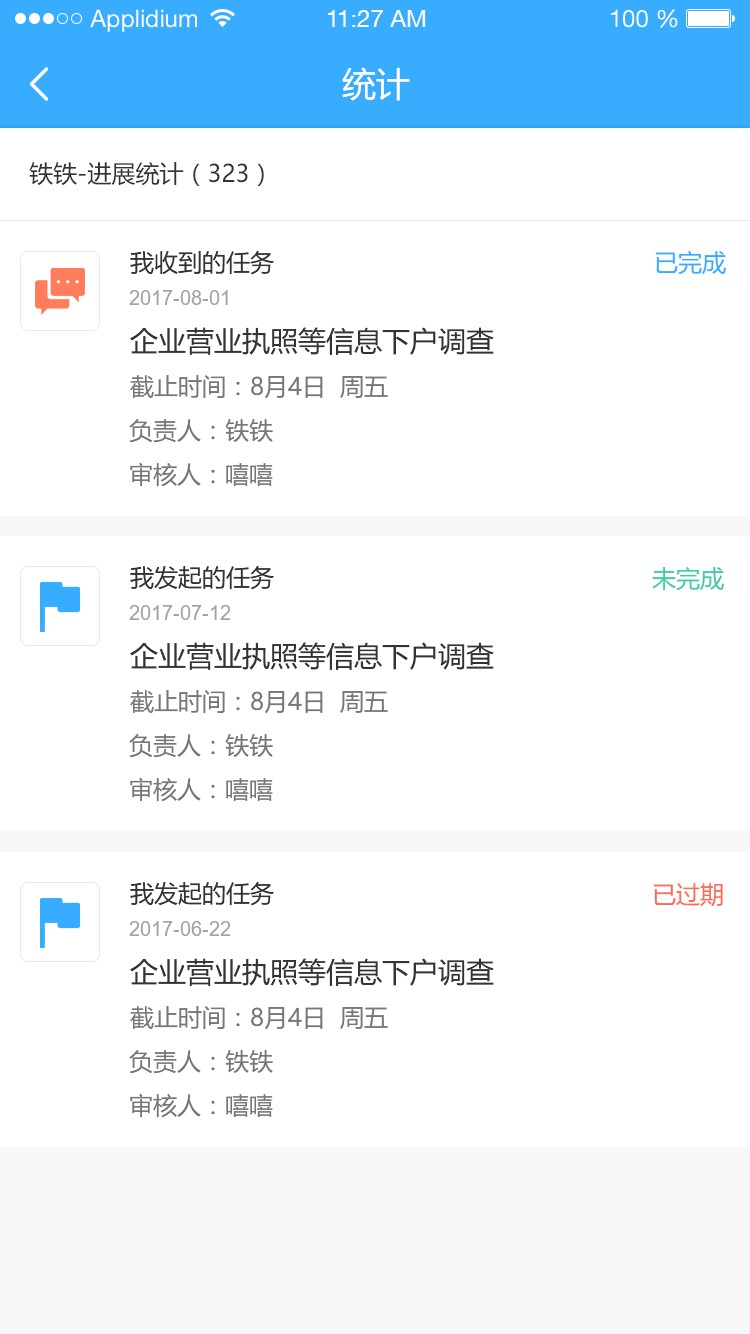 Applidium 11:27 AM 100 %
统计
铁铁-进展统计（323）
我收到的任务 已完成
2017-08-01
企业营业执照等信息下户调查
截止时间：8月4日 周五
负责人：铁铁
审核人：嘻嘻
我发起的任务 未完成
2017-07-12
企业营业执照等信息下户调查
截止时间：8月4日 周五
负责人：铁铁
审核人：嘻嘻
我发起的任务 已过期
2017-06-22
企业营业执照等信息下户调查
截止时间：8月4日 周五
负责人：铁铁
审核人：嘻嘻